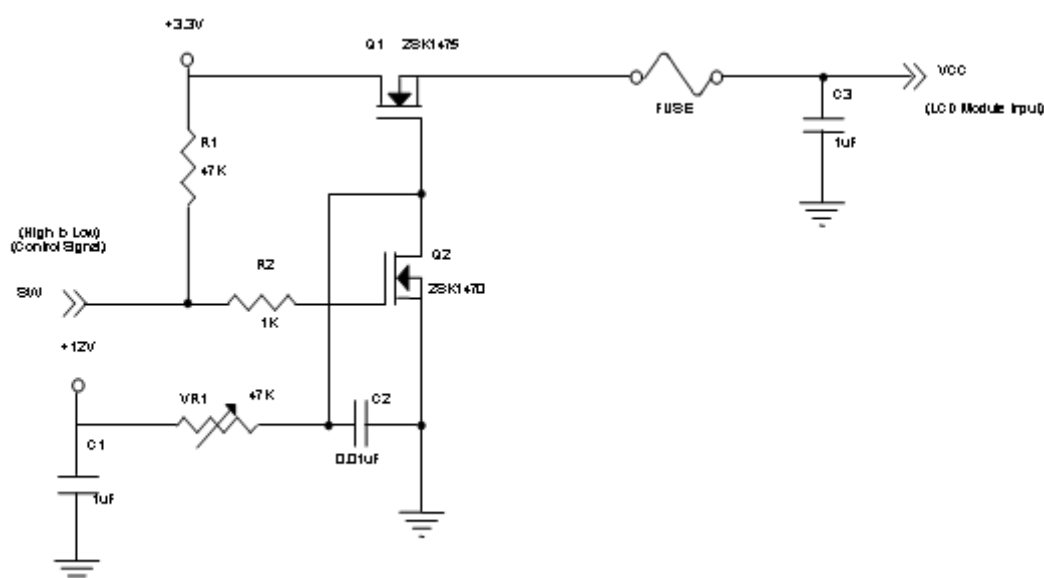 +3.3V
Q1 2SK1475
FUSE
VCC
(LCD Module Input)
C3
1uF
R1
47K
(High to Low)
(Control Signal)
SW
R2
1K
Q2
2SK1470
+12V
VR1
47K
C2
0.01uF
C1
1uF